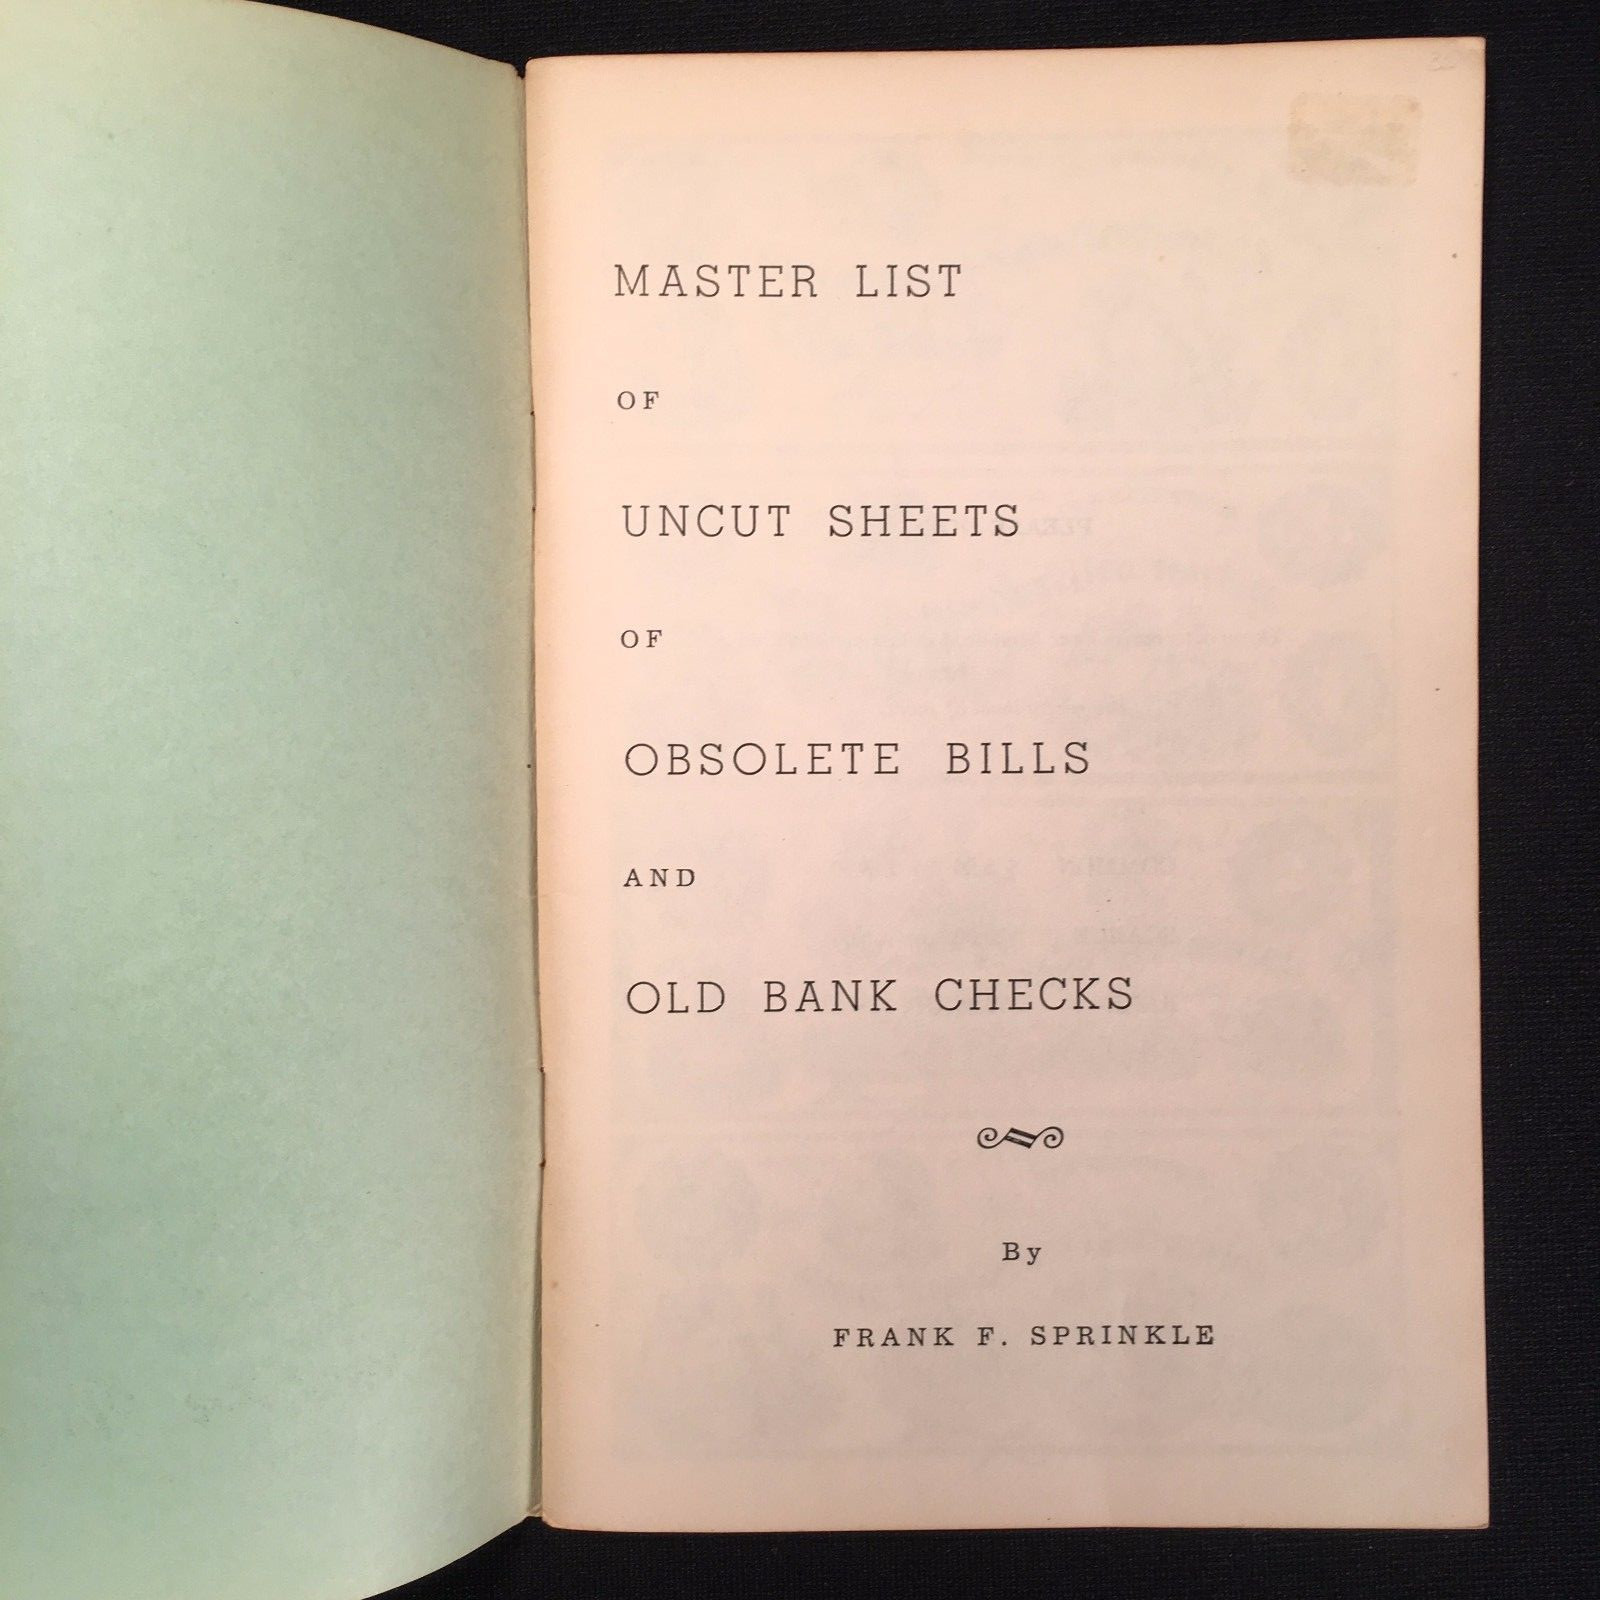 MASTER LIST
OF
UNCUT SHEETS
OF
OBSOLETE BILLS
AND
OLD BANK CHECKS
By
FRANK F. SPRINKLE